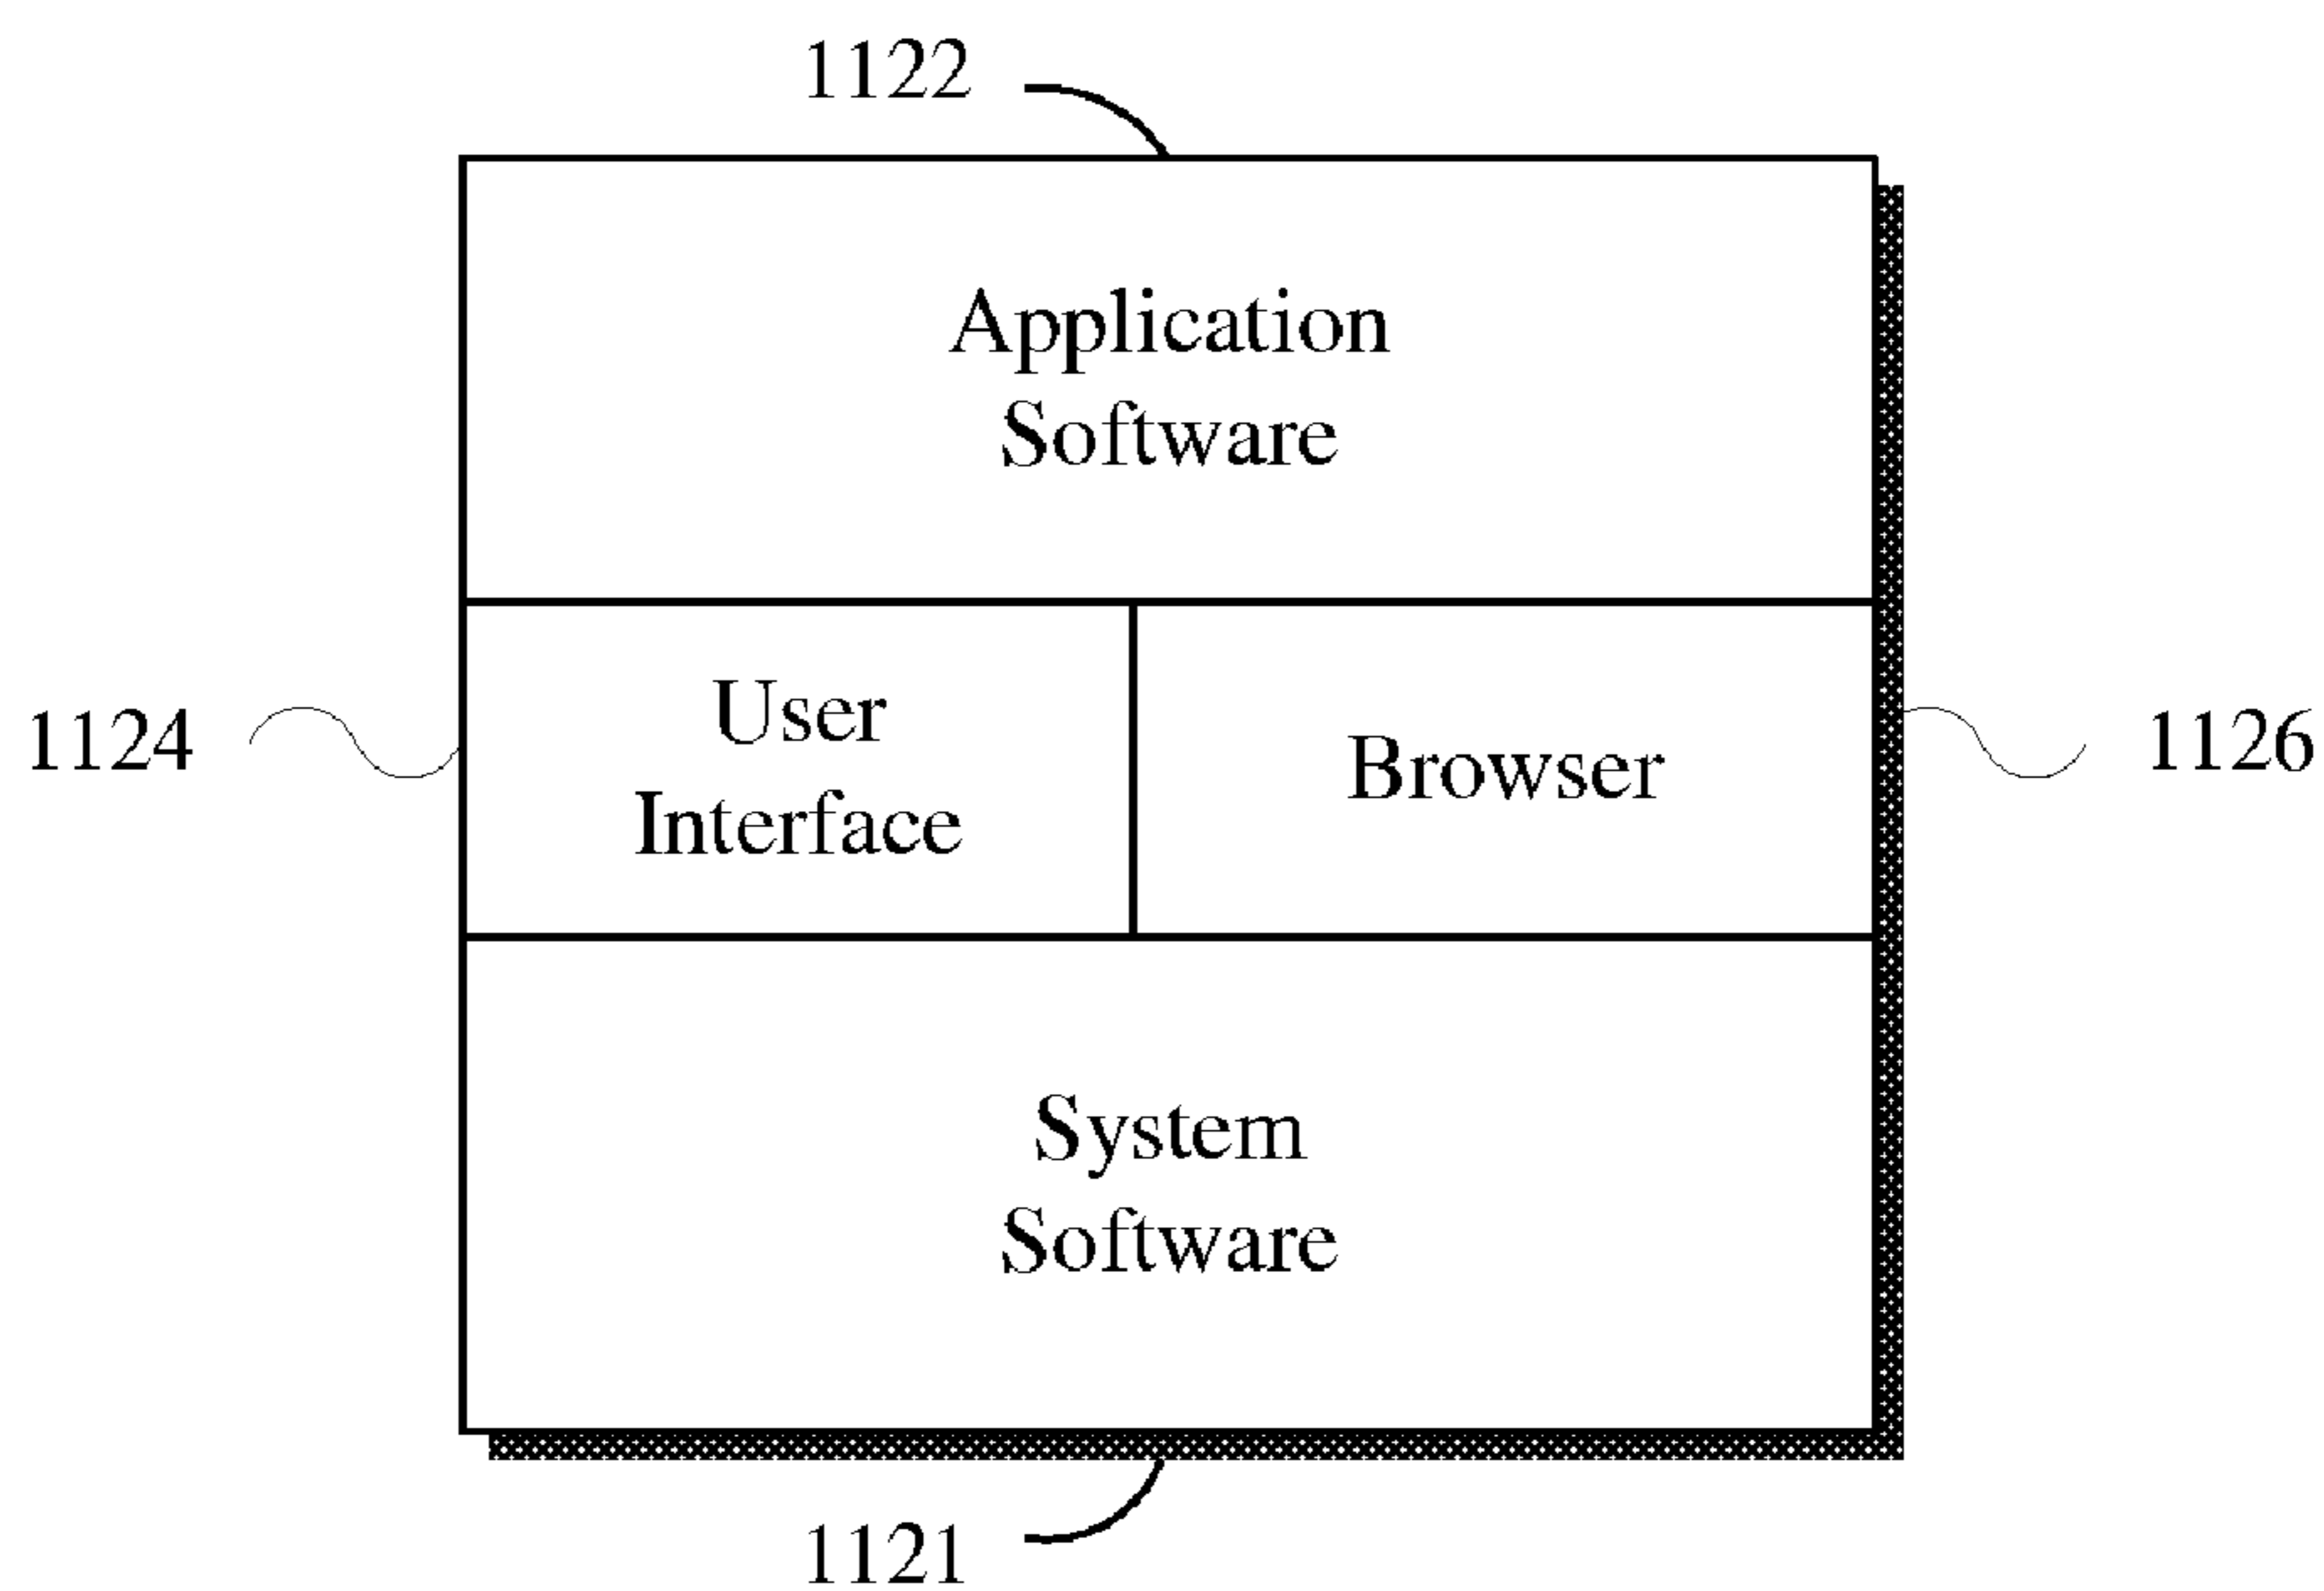 1122
Application
Software
1124
User
Interface
Browser
1126
System
Software
1121